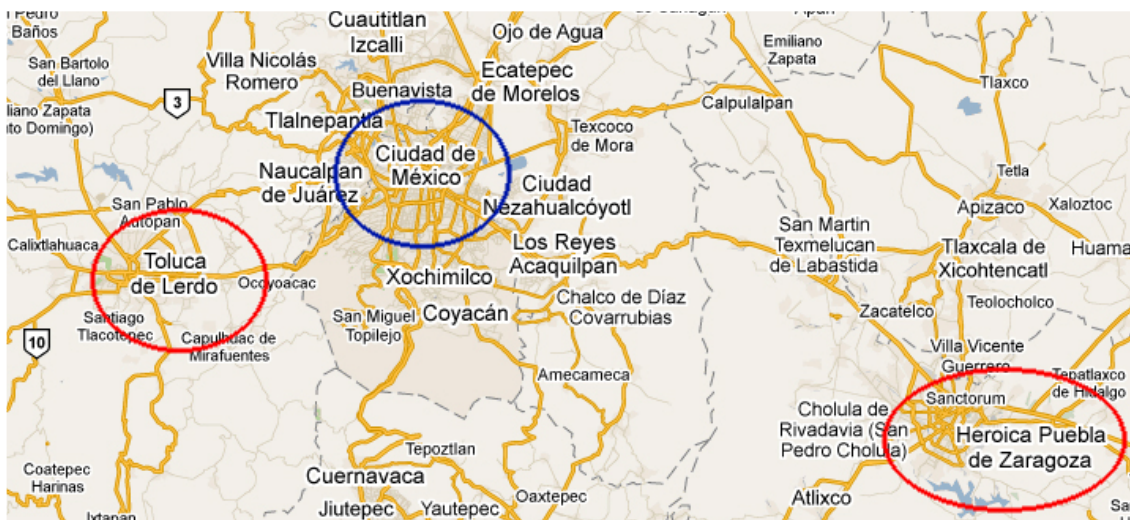 Pedro
Baños
San Bartolo
del Llano
3
Villa Nicolás
Romero
Cuautitlan
Izcalli
Buenavista
Tlalnepantla
Ojo de Agua
Ecatepec
de Morelos
Emiliano
Zapata
Tlaxco
Calpulalpan
Texcoco
de Mora
Ciudad de
México
Naucalpan
de Juárez
Ciudad
Nezahualcóyotl
Tetla
Apizaco
Xaloztoc
San Pablo
Autopan
Calixtlahuaca
Toluca
de Lerdo
Ocoyoacac
Los Reyes
Acaquilpan
San Martin
Texmelucan
de Labastida
Tlaxcala de
Xicohtencatl
Huama
Xochimilco
Coyacán
Chalco de Díaz
Covarrubias
Zacatelco
Teolocholco
Santiago
Tlacotepec
10
Capulhuac de
Mirafuentes
San Miguel
Topilejo
Amecameca
Villa Vicente
Guerrero
Tepatlaxco
de Hidalgo
Sanctorum
Cholula de
Rivadavia (San
Pedro Cholula)
Heroica Puebla
de Zaragoza
Tepoztlan
Cuernavaca
Coatepec
Harinas
Ixtapan
Jiutepec
Yautepec
Oaxtepec
Atlixco